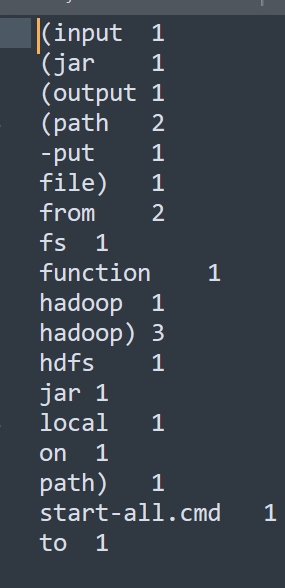 (input	1
(jar	1
(output	1
(path	2
-put	1
file)	1
from	2
fs	1
function	1
hadoop	1
hadoop)	3
hdfs	1
jar	1
local	1
on	1
path)	1
start-all.cmd	1
to	1